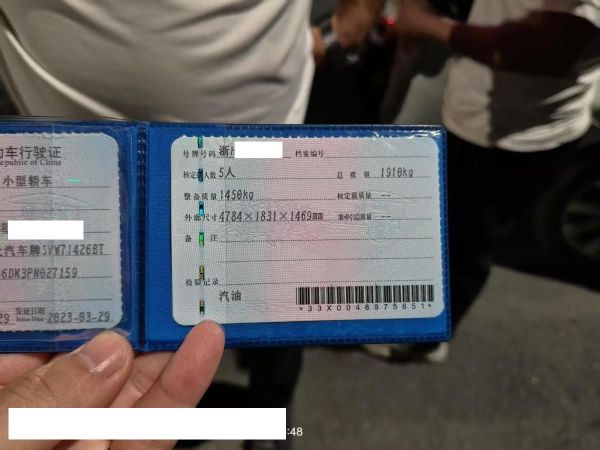 动车行驶证
Republic of China
小型轿车
汽车牌SVW71426BT
6DK3PN027159
29 发证日期 2023-03-29
Issue Date
号牌号码 浙 档案编号
核定载人数 5人 总质量 1910kg
整备质量 1450kg 核定载质量 --
外廓尺寸 4784×1831×1469mm 准牵引总质量 --
备注
检验记录
汽油
*33X0048975651*
:48